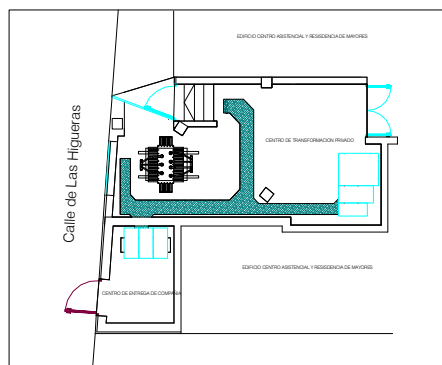 EDIFICIO CENTRO ASISTENCIAL Y RESIDENCIA DE MAYORES
CENTRO DE TRANSFORMACION PRIVADO
Calle de Las Higueras
EDIFICIO CENTRO ASISTENCIAL Y RESISDENCIA DE MAYORES
CENTRO DE ENTREGA DE COMPAÑIA